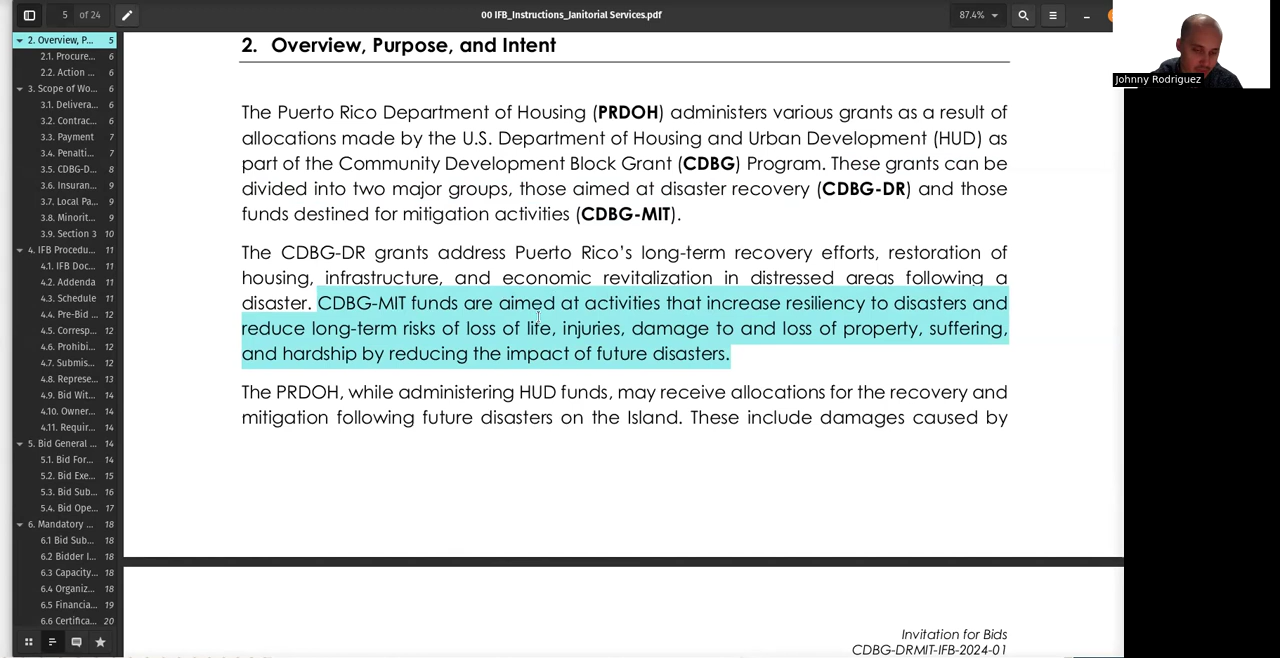 5 of 24
00 IFB_Instructions_Janitorial Services.pdf
87.4%
2. Overview, P... 5
2.1. Procure... 6
2.2. Action ... 6
3. Scope of Wo... 6
3.1. Delivera... 6
3.2. Contrac... 6
3.3. Payment 7
3.4. Penalti... 7
3.5. CDBG-D... 8
3.6. Insuran... 9
3.7. Local Pa... 9
3.8. Minorit... 9
3.9. Section 3 10
4. IFB Procedu... 11
4.1. IFB Doc... 11
4.2. Addenda 11
4.3. Schedule 11
4.4. Pre-Bid ... 12
4.5. Corresp... 12
4.6. Prohibi... 12
4.7. Submis... 12
4.8. Represe... 13
4.9. Bid Wit... 14
4.10. Owner... 14
4.11. Requir... 14
5. Bid General ... 14
5.1. Bid For... 14
5.2. Bid Exe... 15
5.3. Bid Sub... 16
5.4. Bid Ope... 17
6. Mandatory ... 18
6.1 Bid Sub... 18
6.2 Bidder I... 18
6.3 Capacity... 18
6.4 Organiz... 18
6.5 Financia... 19
6.6 Certifica... 20
2. Overview, Purpose, and Intent
The Puerto Rico Department of Housing (PRDOH) administers various grants as a result of
allocations made by the U.S. Department of Housing and Urban Development (HUD) as
part of the Community Development Block Grant (CDBG) Program. These grants can be
divided into two major groups, those aimed at disaster recovery (CDBG-DR) and those
funds destined for mitigation activities (CDBG-MIT).
The CDBG-DR grants address Puerto Rico’s long-term recovery efforts, restoration of
housing, infrastructure, and economic revitalization in distressed areas following a
disaster. CDBG-MIT funds are aimed at activities that increase resiliency to disasters and
reduce long-term risks of loss of life, injuries, damage to and loss of property, suffering,
and hardship by reducing the impact of future disasters.
The PRDOH, while administering HUD funds, may receive allocations for the recovery and
mitigation following future disasters on the Island. These include damages caused by
Invitation for Bids
CDBG-DRMIT-IFB-2024-01
Johnny Rodriguez